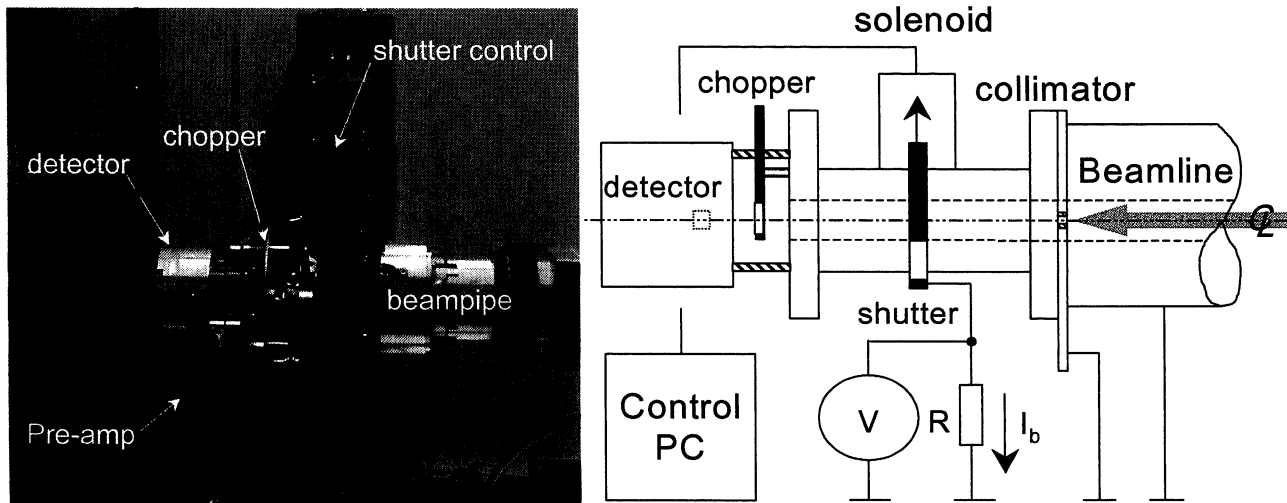 shutter control
chopper
detector
beampipe
Pre-amp
solenoid
chopper
collimator
detector
Beamline
℄
shutter
Control
PC
V
R
I_b